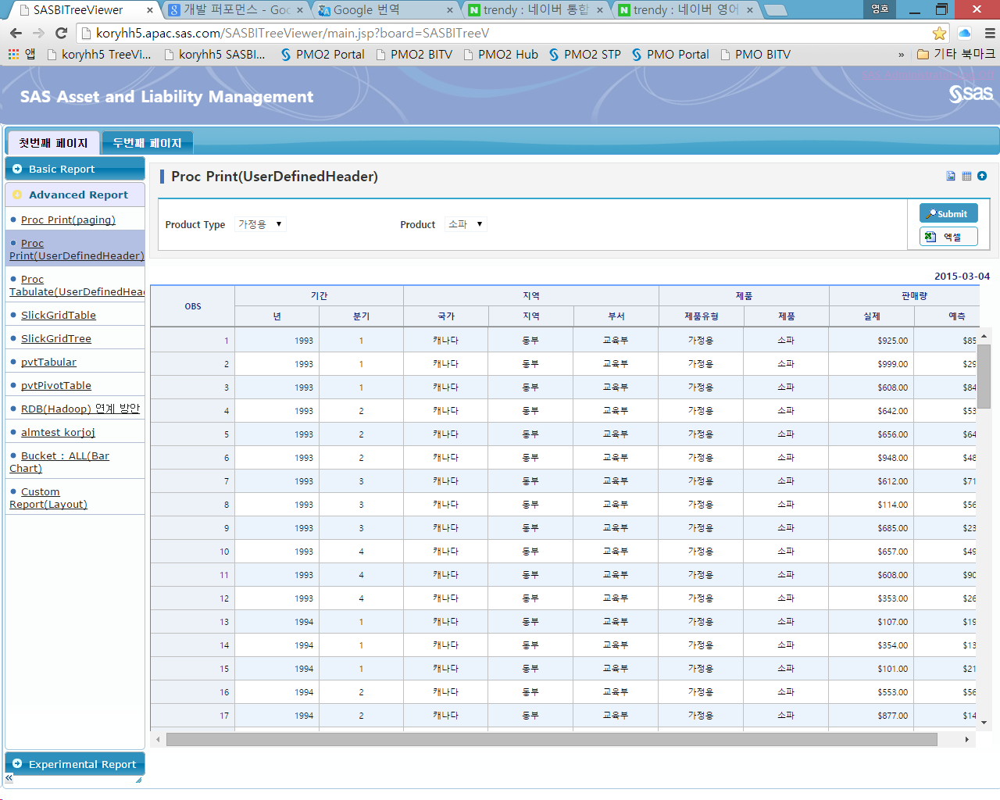 SASBITreeViewer
개발 퍼포먼스 - Goo
Google 번역
trendy : 네이버 통합
trendy : 네이버 영어
영호
koryhh5.apac.sas.com/SASBITreeViewer/main.jsp?board=SASBITreeV
앱
koryhh5 TreeVi...
koryhh5 SASBI...
PMO2 Portal
PMO2 BITV
PMO2 Hub
PMO2 STP
PMO Portal
PMO BITV
»
기타 북마크
SAS Asset and Liability Management
sas
첫번째 페이지
두번째 페이지
Basic Report
Advanced Report
Proc Print(paging)
Proc
Print(UserDefinedHeader)
Proc
Tabulate(UserDefinedHea
SlickGridTable
SlickGridTree
pvtTabular
pvtPivotTable
RDB(Hadoop) 연계 방안
almtest korjoj
Bucket : ALL(Bar
Chart)
Custom
Report(Layout)
Experimental Report
«
Proc Print(UserDefinedHeader)
Product Type 가정용 Product 소파
Submit
엑셀
2015-03-04
OBS 기간 지역 제품 판매량
년 분기 국가 지역 부서 제품유형 제품 실제 예측
1 1993 1 캐나다 동부 교육부 가정용 소파 $925.00 $85
2 1993 1 캐나다 동부 교육부 가정용 소파 $999.00 $29
3 1993 1 캐나다 동부 교육부 가정용 소파 $608.00 $84
4 1993 2 캐나다 동부 교육부 가정용 소파 $642.00 $53
5 1993 2 캐나다 동부 교육부 가정용 소파 $656.00 $64
6 1993 2 캐나다 동부 교육부 가정용 소파 $948.00 $48
7 1993 3 캐나다 동부 교육부 가정용 소파 $612.00 $71
8 1993 3 캐나다 동부 교육부 가정용 소파 $114.00 $56
9 1993 3 캐나다 동부 교육부 가정용 소파 $685.00 $23
10 1993 4 캐나다 동부 교육부 가정용 소파 $657.00 $49
11 1993 4 캐나다 동부 교육부 가정용 소파 $608.00 $90
12 1993 4 캐나다 동부 교육부 가정용 소파 $353.00 $26
13 1994 1 캐나다 동부 교육부 가정용 소파 $107.00 $19
14 1994 1 캐나다 동부 교육부 가정용 소파 $354.00 $13
15 1994 1 캐나다 동부 교육부 가정용 소파 $101.00 $21
16 1994 2 캐나다 동부 교육부 가정용 소파 $553.00 $56
17 1994 2 캐나다 동부 교육부 가정용 소파 $877.00 $14